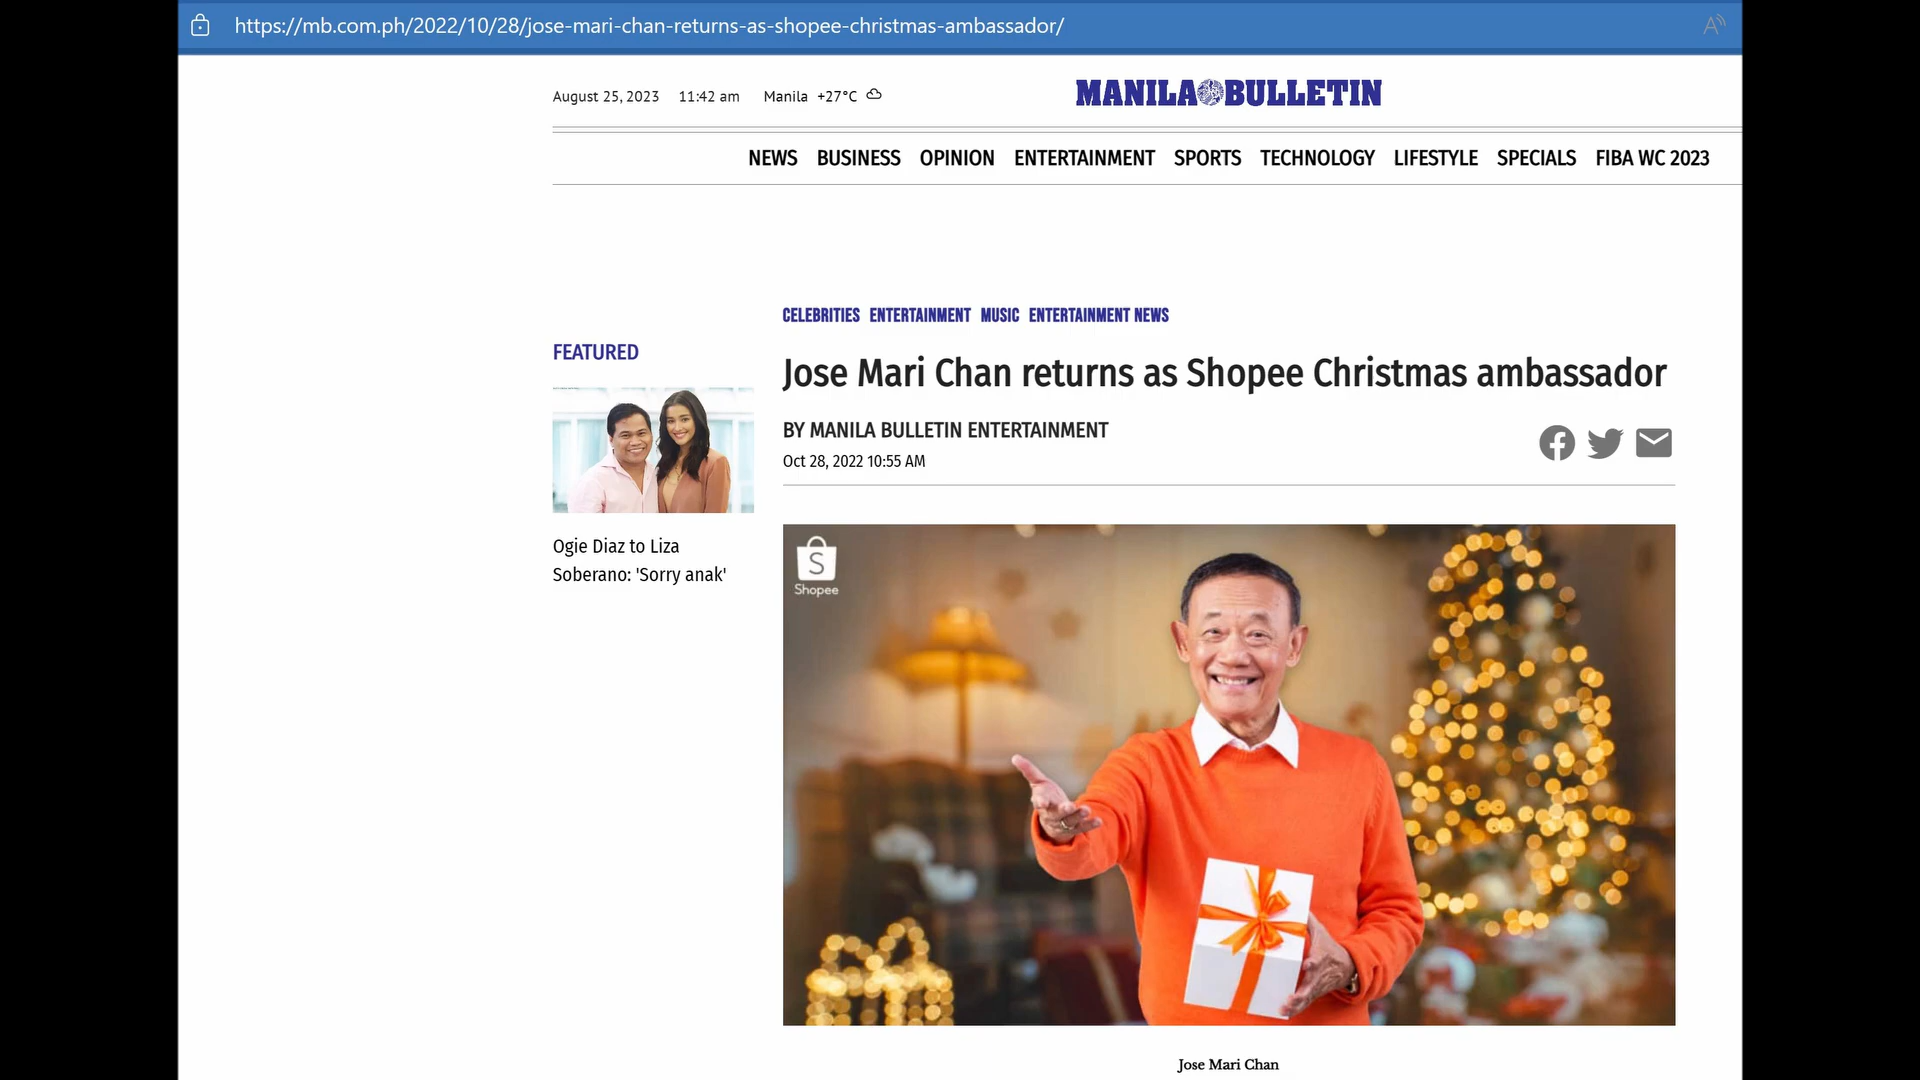 https://mb.com.ph/2022/10/28/jose-mari-chan-returns-as-shopee-christmas-ambassador/
August 25, 2023 11:42 am Manila +27°C
MANILA BULLETIN
NEWS BUSINESS OPINION ENTERTAINMENT SPORTS TECHNOLOGY LIFESTYLE SPECIALS FIBA WC 2023
CELEBRITIES ENTERTAINMENT MUSIC ENTERTAINMENT NEWS
Jose Mari Chan returns as Shopee Christmas ambassador
BY MANILA BULLETIN ENTERTAINMENT
Oct 28, 2022 10:55 AM
FEATURED
Ogie Diaz to Liza
Soberano: 'Sorry anak'
S
Shopee
Jose Mari Chan